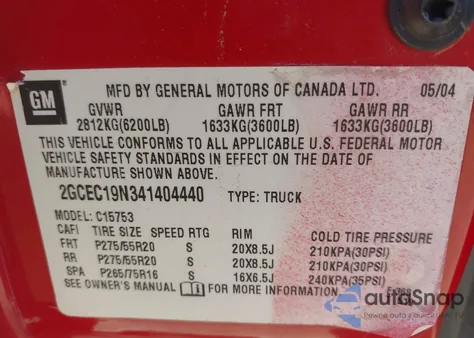 GM
MFD BY GENERAL MOTORS OF CANADA LTD. 05/04
GVWR GAWR FRT GAWR RR
2812KG(6200LB) 1633KG(3600LB) 1633KG(3600LB)
THIS VEHICLE CONFORMS TO ALL APPLICABLE U.S. FEDERAL MOTOR
VEHICLE SAFETY STANDARDS IN EFFECT ON THE DATE OF
MANUFACTURE SHOWN ABOVE.
2GCEC19N341404440 TYPE: TRUCK
MODEL: C15753
CAFI TIRE SIZE SPEED RTG RIM COLD TIRE PRESSURE
FRT P275/55R20 S 20X8.5J 210KPA(30PSI)
RR P275/55R20 S 20X8.5J 210KPA(30PSI)
SPA P265/75R16 S 16X6.5J 240KPA(35PSI)
SEE OWNER'S MANUAL FOR MORE INFORMATION
autoSnap